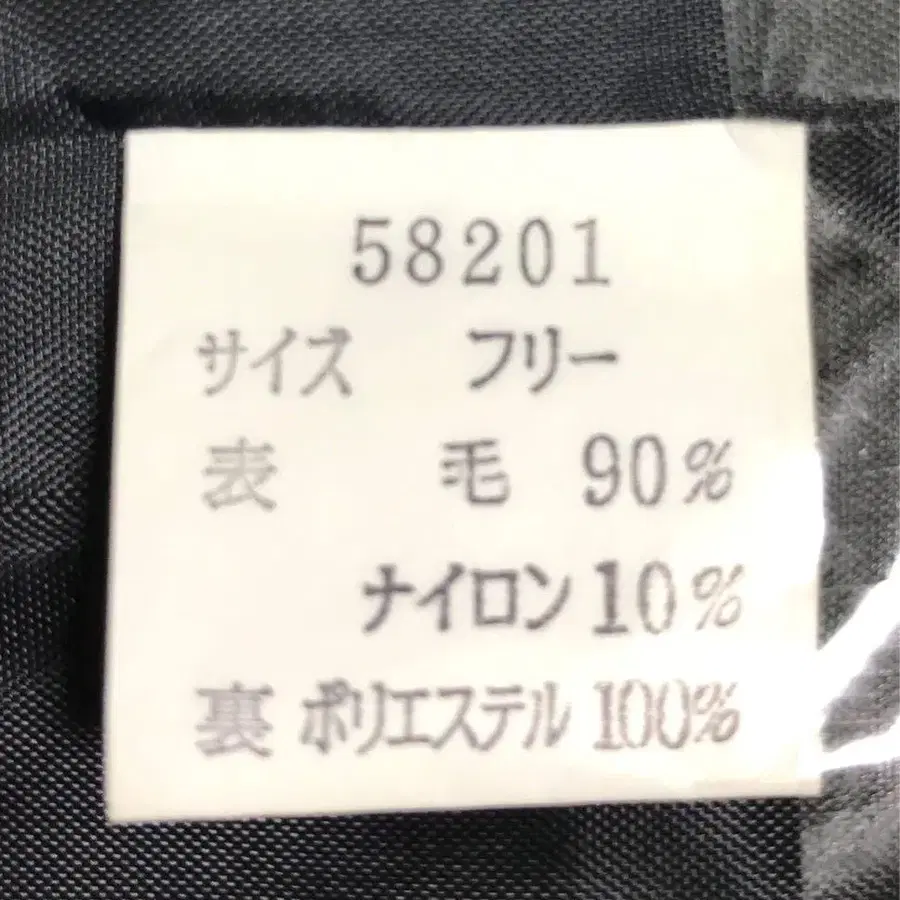 58201
サイズ フリー
表 毛 90%
ナイロン 10%
裏 ポリエステル 100%